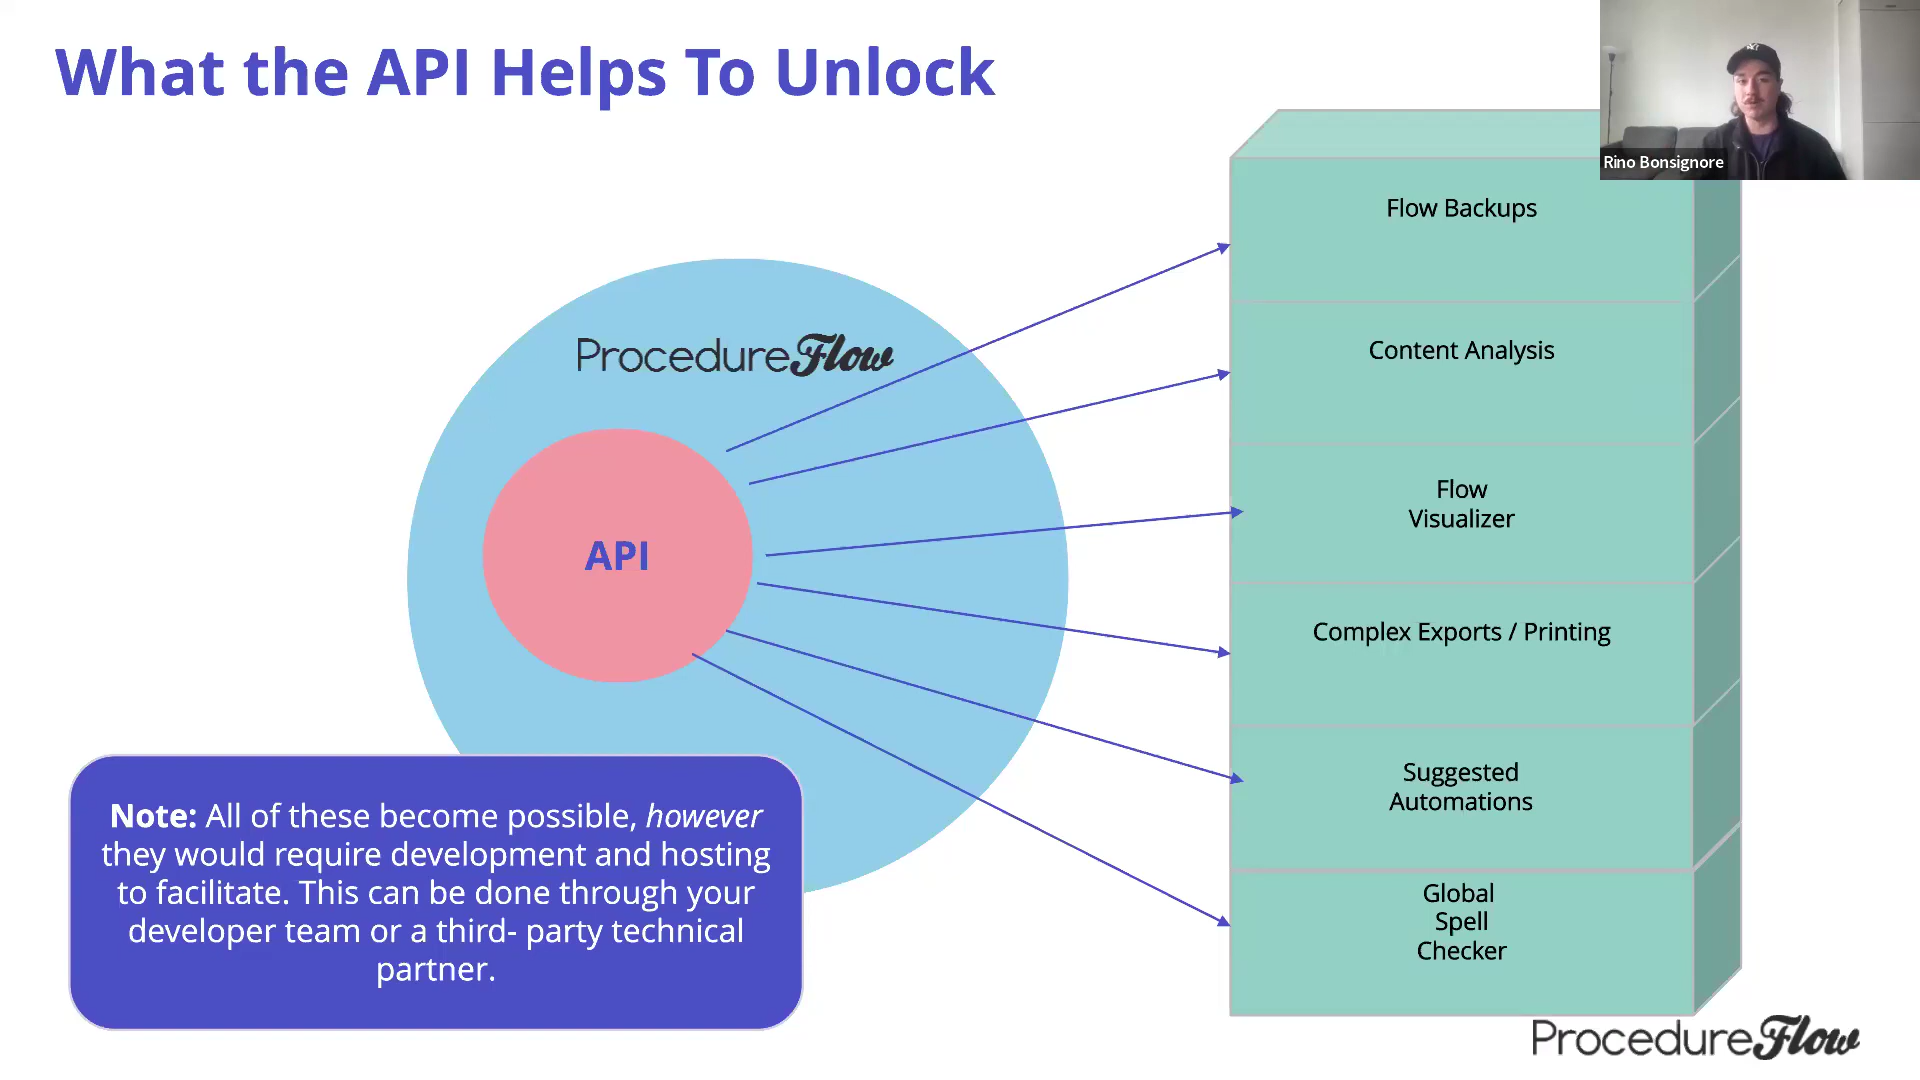 What the API Helps To Unlock
Rino Bonsignore
Flow Backups
ProcedureFlow
Content Analysis
Flow
Visualizer
API
Complex Exports / Printing
Suggested
Automations
Note: All of these become possible, however
they would require development and hosting
to facilitate. This can be done through your
developer team or a third- party technical
partner.
Global
Spell
Checker
ProcedureFlow